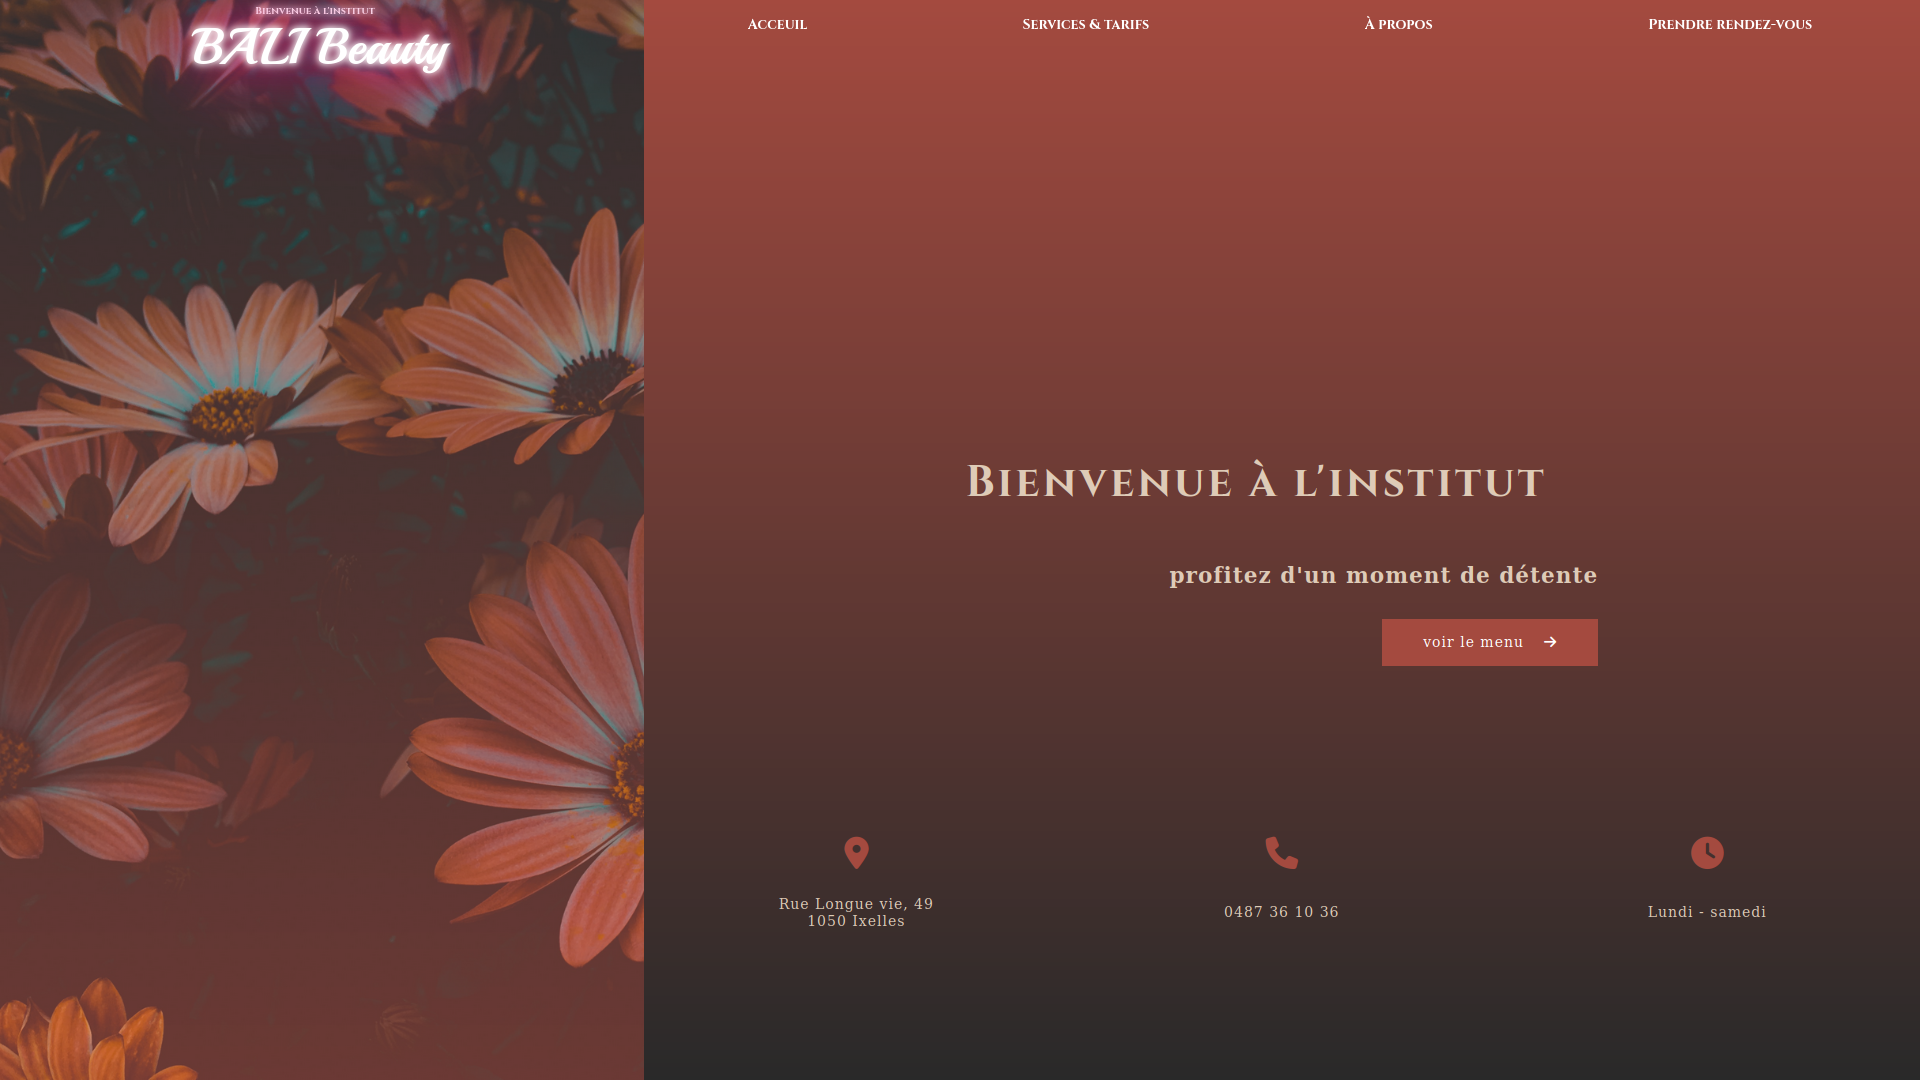 Bienvenue à l'institut
BALI Beauty
Acceuil
Services & tarifs
À propos
Prendre rendez-vous
Bienvenue à l'institut
profitez d'un moment de détente
voir le menu
Rue Longue vie, 49
1050 Ixelles
0487 36 10 36
Lundi - samedi